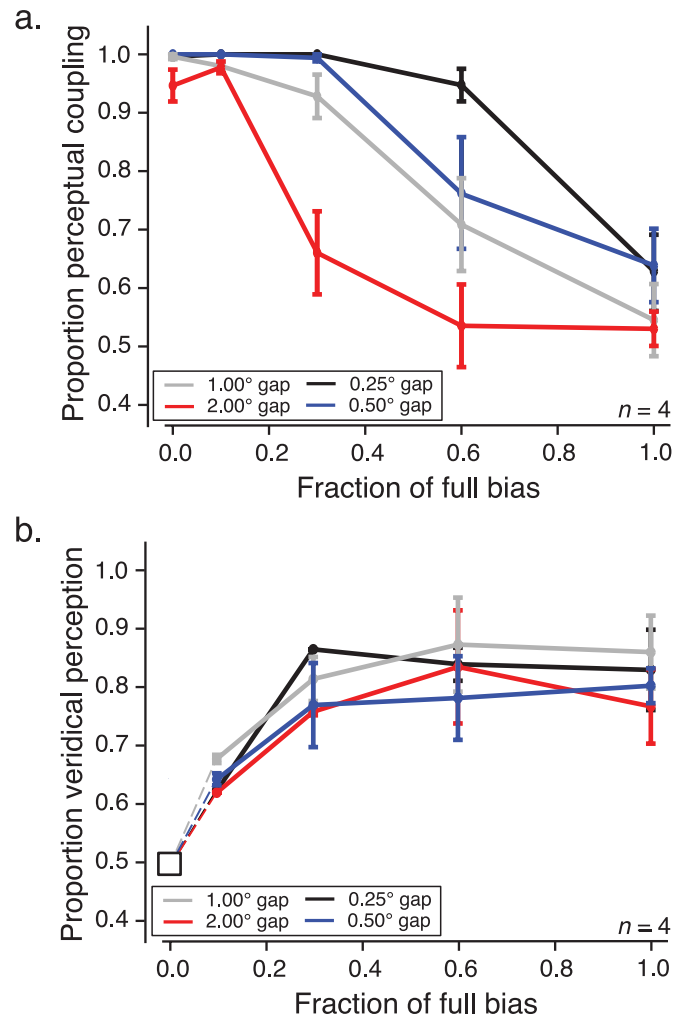 a.
Proportion perceptual coupling
1.0
0.9
0.8
0.7
0.6
0.5
0.4
1.00° gap
0.25° gap
2.00° gap
0.50° gap
n = 4
0.0
0.2
0.4
0.6
0.8
1.0
Fraction of full bias
b.
Proportion veridical perception
1.0
0.9
0.8
0.7
0.6
0.5
0.4
1.00° gap
0.25° gap
2.00° gap
0.50° gap
n = 4
0.0
0.2
0.4
0.6
0.8
1.0
Fraction of full bias